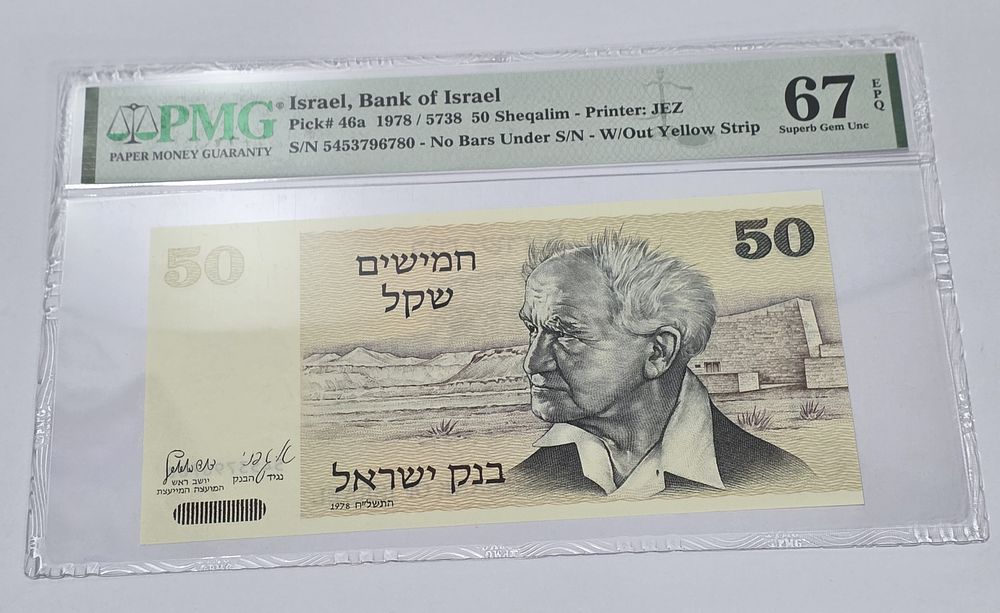 PMG®
PAPER MONEY GUARANTY
Israel, Bank of Israel
Pick# 46a 1978 / 5738 50 Sheqalim - Printer: JEZ
S/N 5453796780 - No Bars Under S/N - W/Out Yellow Strip
67 EPQ
Superb Gem Unc
50
חמישים
שקל
50
נגיד הבנק
יושב ראש
המועצה המייעצת
בנק ישראל
1978 התשל״ח
PMG
PMG